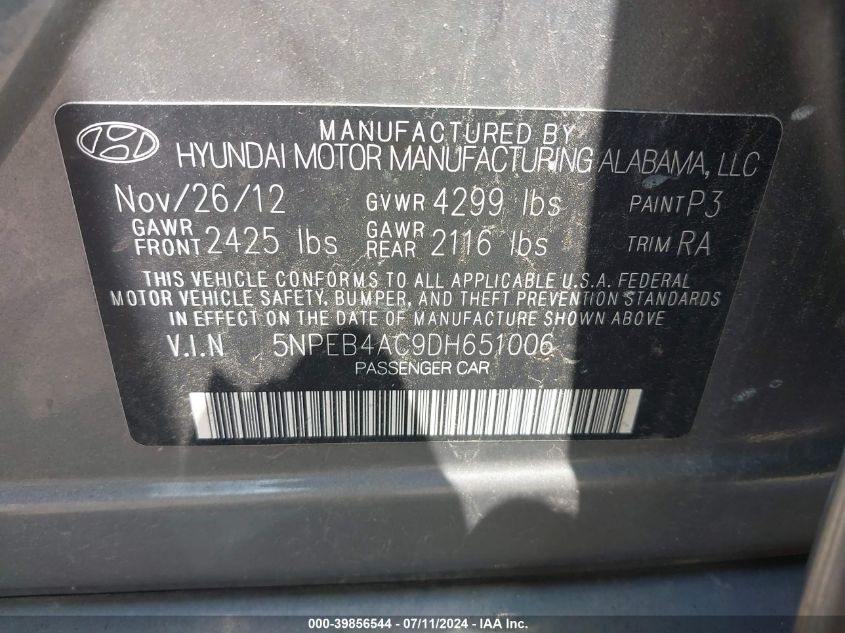 MANUFACTURED BY
HYUNDAI MOTOR MANUFACTURING ALABAMA, LLC
Nov/26/12 GVWR 4299 lbs PAINT P3
GAWR FRONT 2425 lbs GAWR REAR 2116 lbs TRIM RA
THIS VEHICLE CONFORMS TO ALL APPLICABLE U.S.A. FEDERAL
MOTOR VEHICLE SAFETY, BUMPER, AND THEFT PREVENTION STANDARDS
IN EFFECT ON THE DATE OF MANUFACTURE SHOWN ABOVE
V.I.N 5NPEB4AC9DH651006
PASSENGER CAR
000-39856544 / 07/11/2024 - IAA Inc.